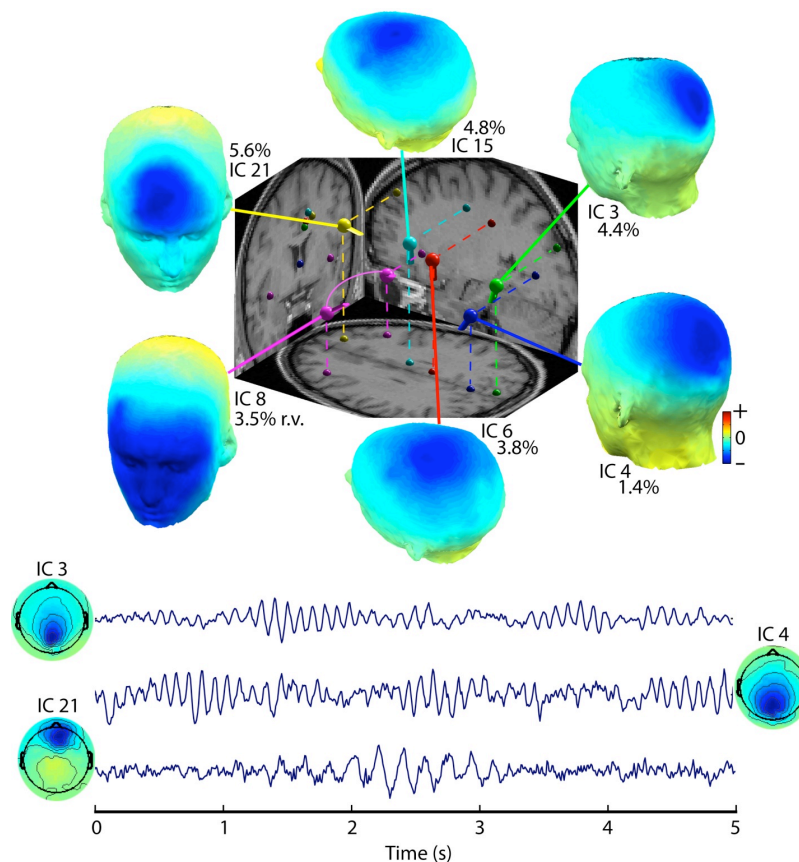 4.8%
IC 15
5.6%
IC 21
IC 3
4.4%
IC 8
3.5% r.v.
IC 6
3.8%
IC 4
1.4%
+
0
−
IC 3
IC 4
IC 21
0 1 2 3 4 5
Time (s)